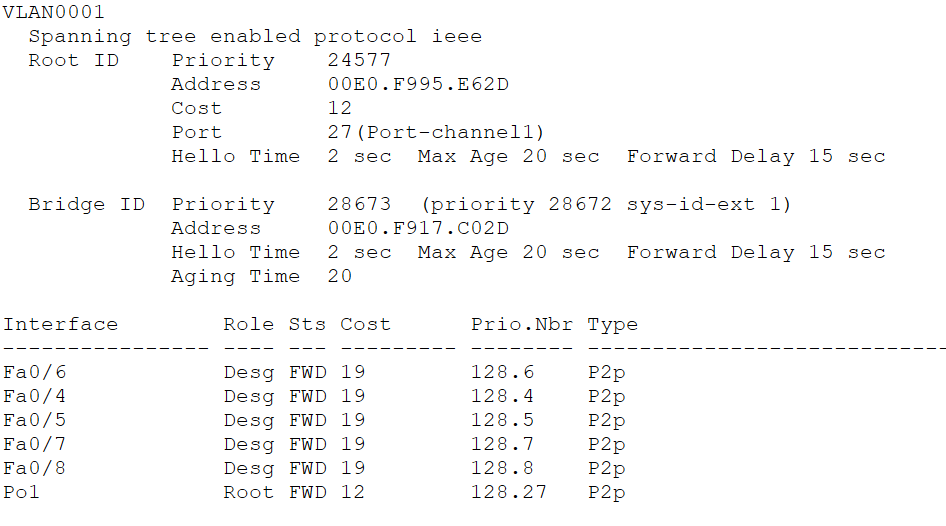 VLAN0001
  Spanning tree enabled protocol ieee
  Root ID    Priority    24577
             Address     00E0.F995.E62D
             Cost        12
             Port        27(Port-channel1)
             Hello Time  2 sec  Max Age 20 sec  Forward Delay 15 sec

  Bridge ID  Priority    28673  (priority 28672 sys-id-ext 1)
             Address     00E0.F917.C02D
             Hello Time  2 sec  Max Age 20 sec  Forward Delay 15 sec
             Aging Time  20

Interface        Role Sts Cost      Prio.Nbr Type
---------------- ---- --- --------- -------- ----------------------------
Fa0/6            Desg FWD 19        128.6    P2p
Fa0/4            Desg FWD 19        128.4    P2p
Fa0/5            Desg FWD 19        128.5    P2p
Fa0/7            Desg FWD 19        128.7    P2p
Fa0/8            Desg FWD 19        128.8    P2p
Po1              Root FWD 12        128.27   P2p